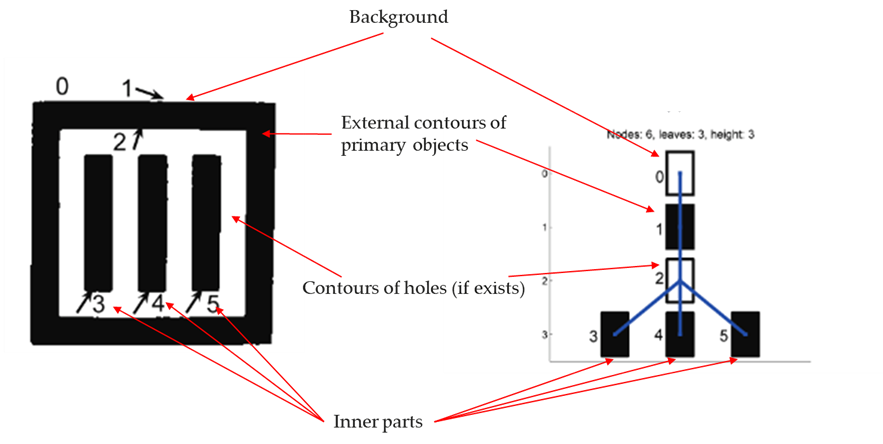 Background
0
1
2
3
4
5
External contours of
primary objects
Contours of holes (if exists)
Inner parts
Nodes: 6, leaves: 3, height: 3
0
1
2
3
0
1
2
3
4
5